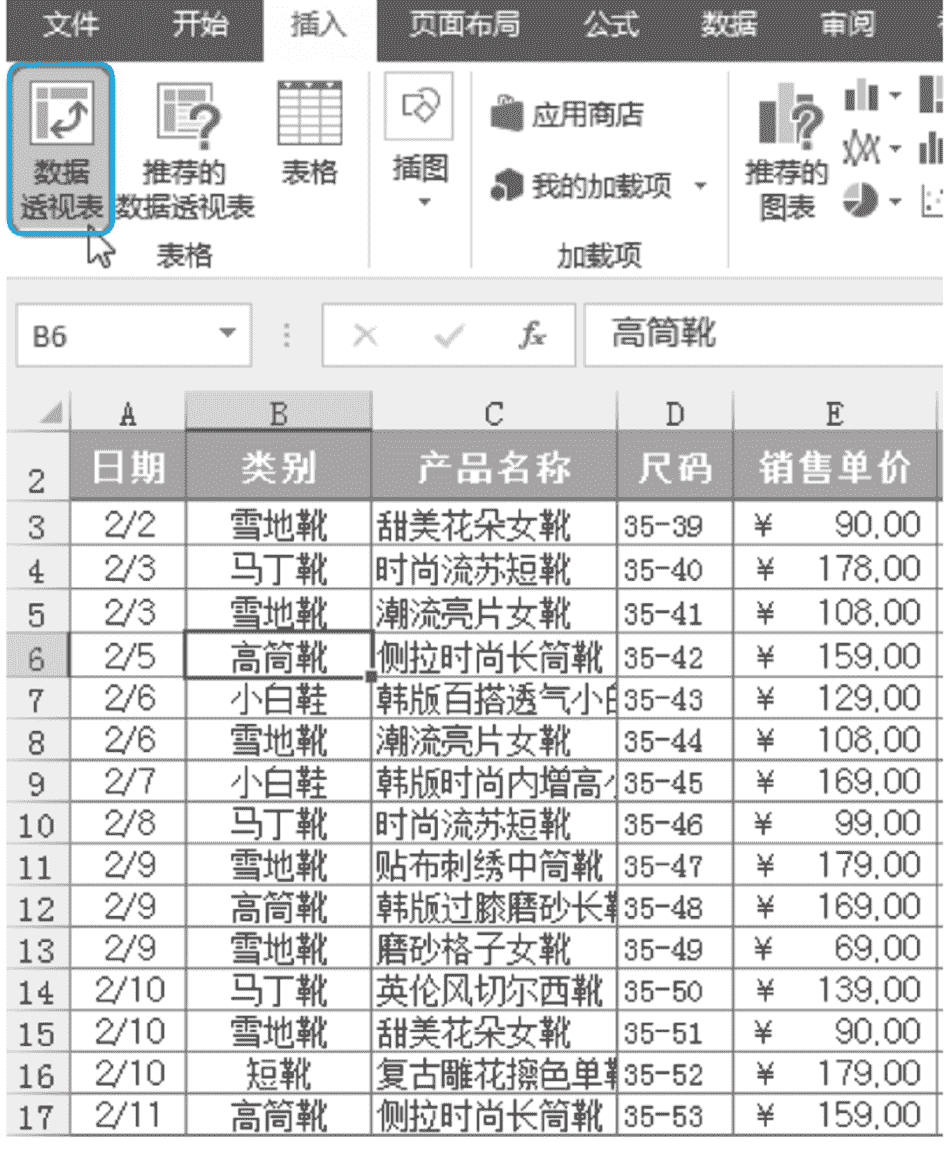 文件 开始 插入 页面布局 公式 数据 审阅
数据
透视表
推荐的
数据透视表
表格
表格
插图
应用商店
我的加载项
加载项
推荐的
图表
B6 fx 高筒靴
A B C D E
2 日期 类别 产品名称 尺码 销售单价
3 2/2 雪地靴 甜美花朵女靴 35-39 ¥ 90.00
4 2/3 马丁靴 时尚流苏短靴 35-40 ¥ 178.00
5 2/3 雪地靴 潮流亮片女靴 35-41 ¥ 108.00
6 2/5 高筒靴 侧拉时尚长筒靴 35-42 ¥ 159.00
7 2/6 小白鞋 韩版百搭透气小白 35-43 ¥ 129.00
8 2/6 雪地靴 潮流亮片女靴 35-44 ¥ 108.00
9 2/7 小白鞋 韩版时尚内增高 35-45 ¥ 169.00
10 2/8 马丁靴 时尚流苏短靴 35-46 ¥ 99.00
11 2/9 雪地靴 贴布刺绣中筒靴 35-47 ¥ 179.00
12 2/9 高筒靴 韩版过膝磨砂长 35-48 ¥ 169.00
13 2/9 雪地靴 磨砂格子女靴 35-49 ¥ 69.00
14 2/10 马丁靴 英伦风切尔西靴 35-50 ¥ 139.00
15 2/10 雪地靴 甜美花朵女靴 35-51 ¥ 90.00
16 2/10 短靴 复古雕花擦色单 35-52 ¥ 179.00
17 2/11 高筒靴 侧拉时尚长筒靴 35-53 ¥ 159.00